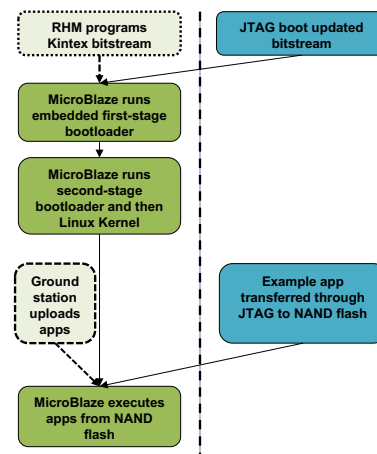 RHM programs
Kintex bitstream
JTAG boot updated
bitstream
MicroBlaze runs
embedded first-stage
bootloader
MicroBlaze runs
second-stage
bootloader and then
Linux Kernel
Ground
station
uploads
apps
Example app
transferred through
JTAG to NAND flash
MicroBlaze executes
apps from NAND
flash